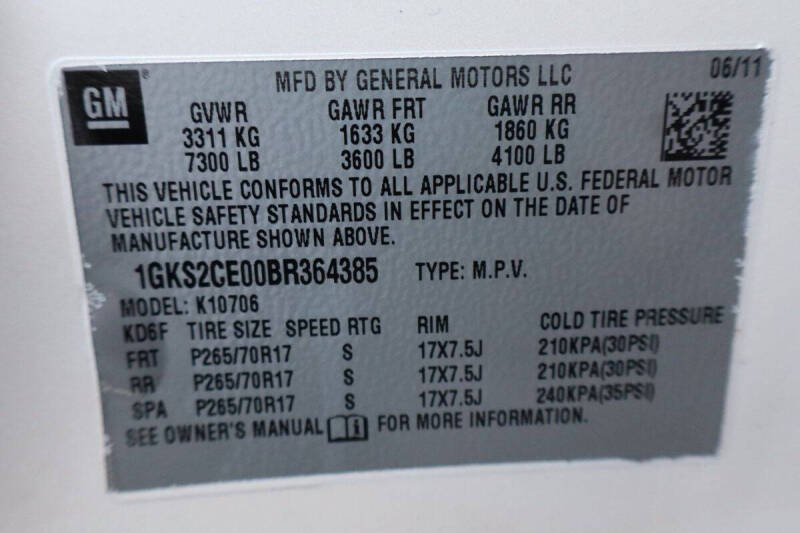 GM ® MFD BY GENERAL MOTORS LLC 06/11
GVWR GAWR FRT GAWR RR
3311 KG 1633 KG 1860 KG
7300 LB 3600 LB 4100 LB
THIS VEHICLE CONFORMS TO ALL APPLICABLE U.S. FEDERAL MOTOR
VEHICLE SAFETY STANDARDS IN EFFECT ON THE DATE OF
MANUFACTURE SHOWN ABOVE.
1GKS2CE00BR364385 TYPE: M.P.V.
MODEL: K10706
KD6F TIRE SIZE SPEED RTG RIM COLD TIRE PRESSURE
FRT P265/70R17 S 17X7.5J 210KPA(30PSI)
RR P265/70R17 S 17X7.5J 210KPA(30PSI)
SPA P265/70R17 S 17X7.5J 240KPA(35PSI)
SEE OWNER'S MANUAL FOR MORE INFORMATION.